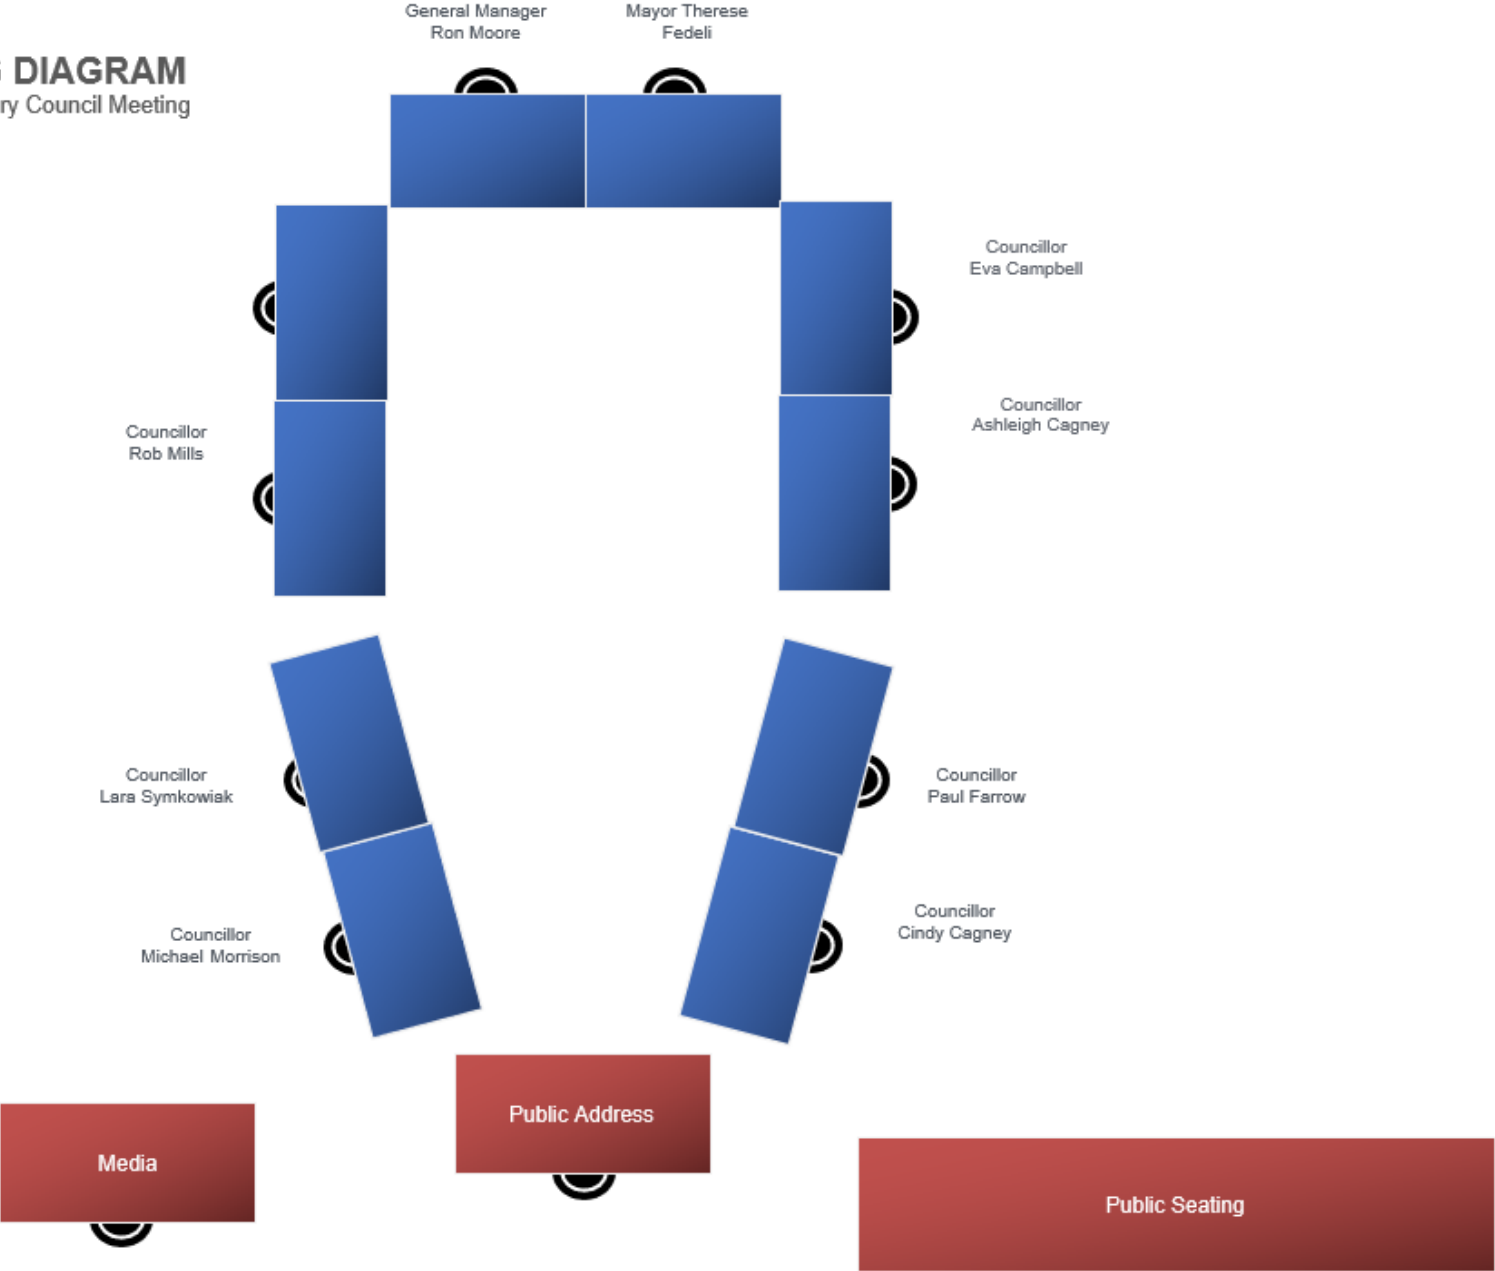 General Manager
Ron Moore
Mayor Therese
Fedeli
DIAGRAM
Council Meeting
Councillor
Eva Campbell
Councillor
Ashleigh Cagney
Councillor
Rob Mills
Councillor
Lara Symkowiak
Councillor
Paul Farrow
Councillor
Cindy Cagney
Councillor
Michael Morrison
Public Address
Media
Public Seating